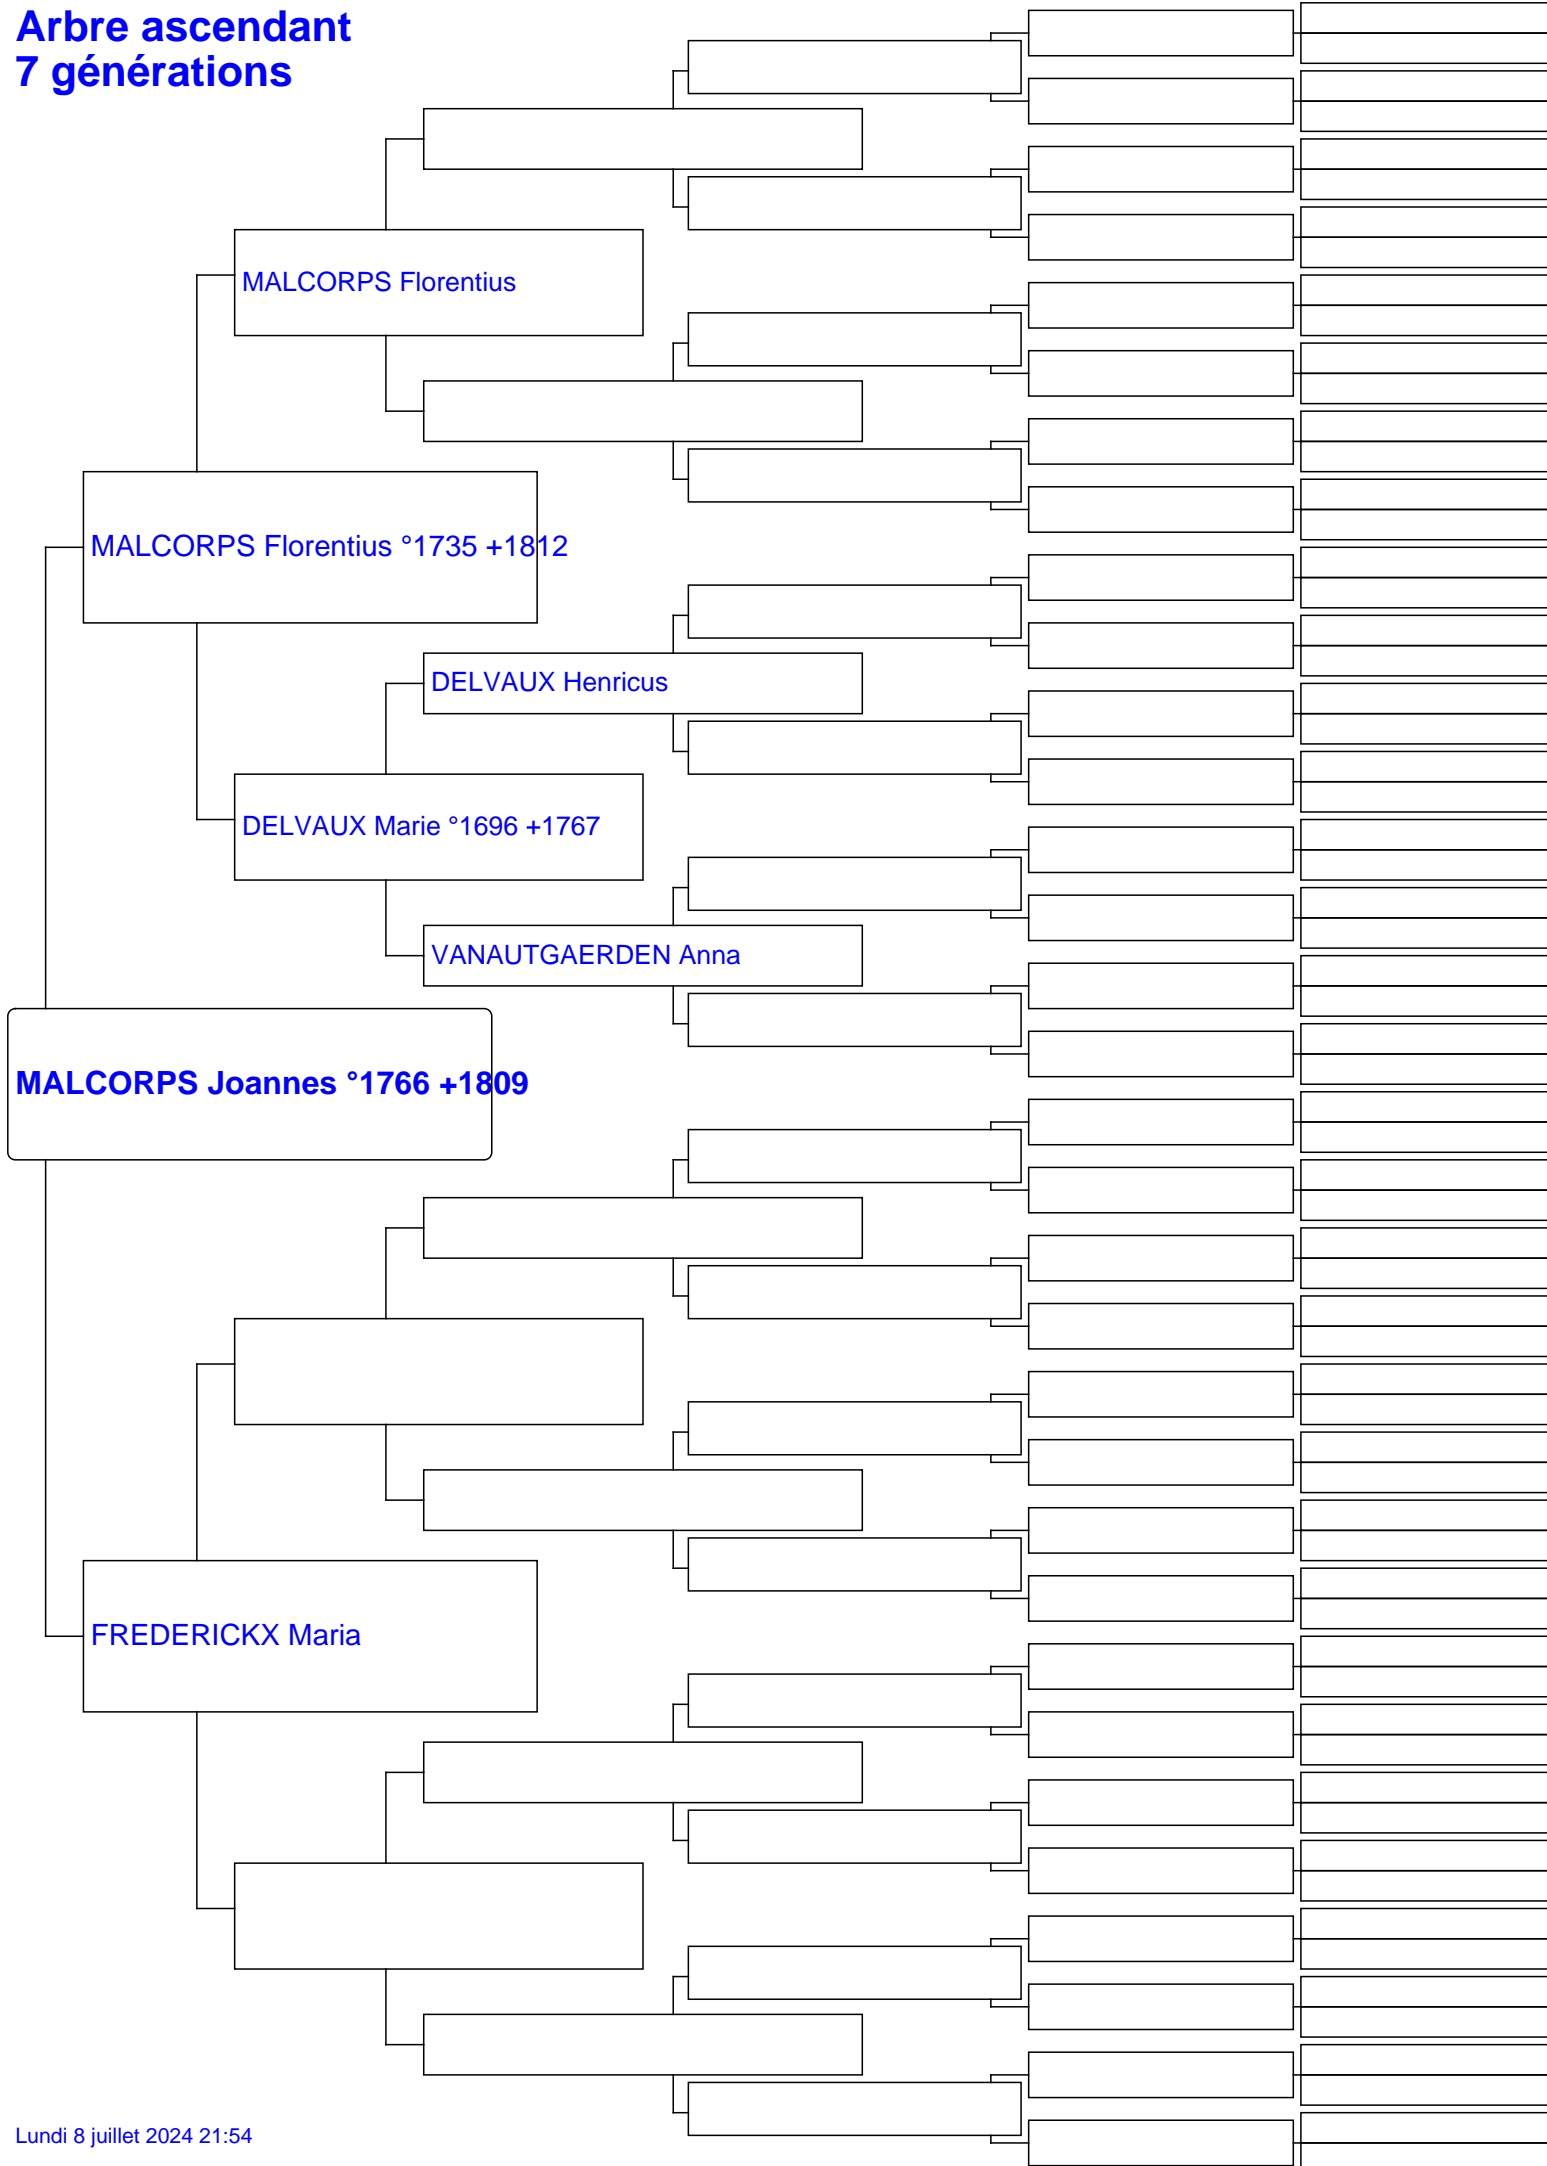 Arbre ascendant
7 générations
MALCORPS Florentius
MALCORPS Florentius °1735 +1812
DELVAUX Henricus
DELVAUX Marie °1696 +1767
VANAUTGAERDEN Anna
MALCORPS Joannes °1766 +1809
FREDERICKX Maria
Lundi 8 juillet 2024 21:54